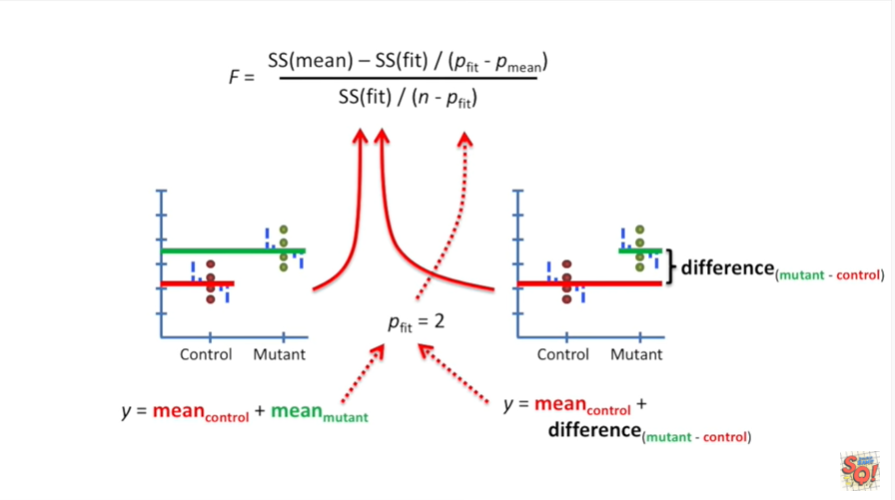 F = SS(mean) – SS(fit) / (pfit - pmean)
SS(fit) / (n - pfit)
difference(mutant - control)
pfit = 2
Control Mutant
Control Mutant
y = meancontrol + meanmutant
y = meancontrol +
difference(mutant - control)
SQ!